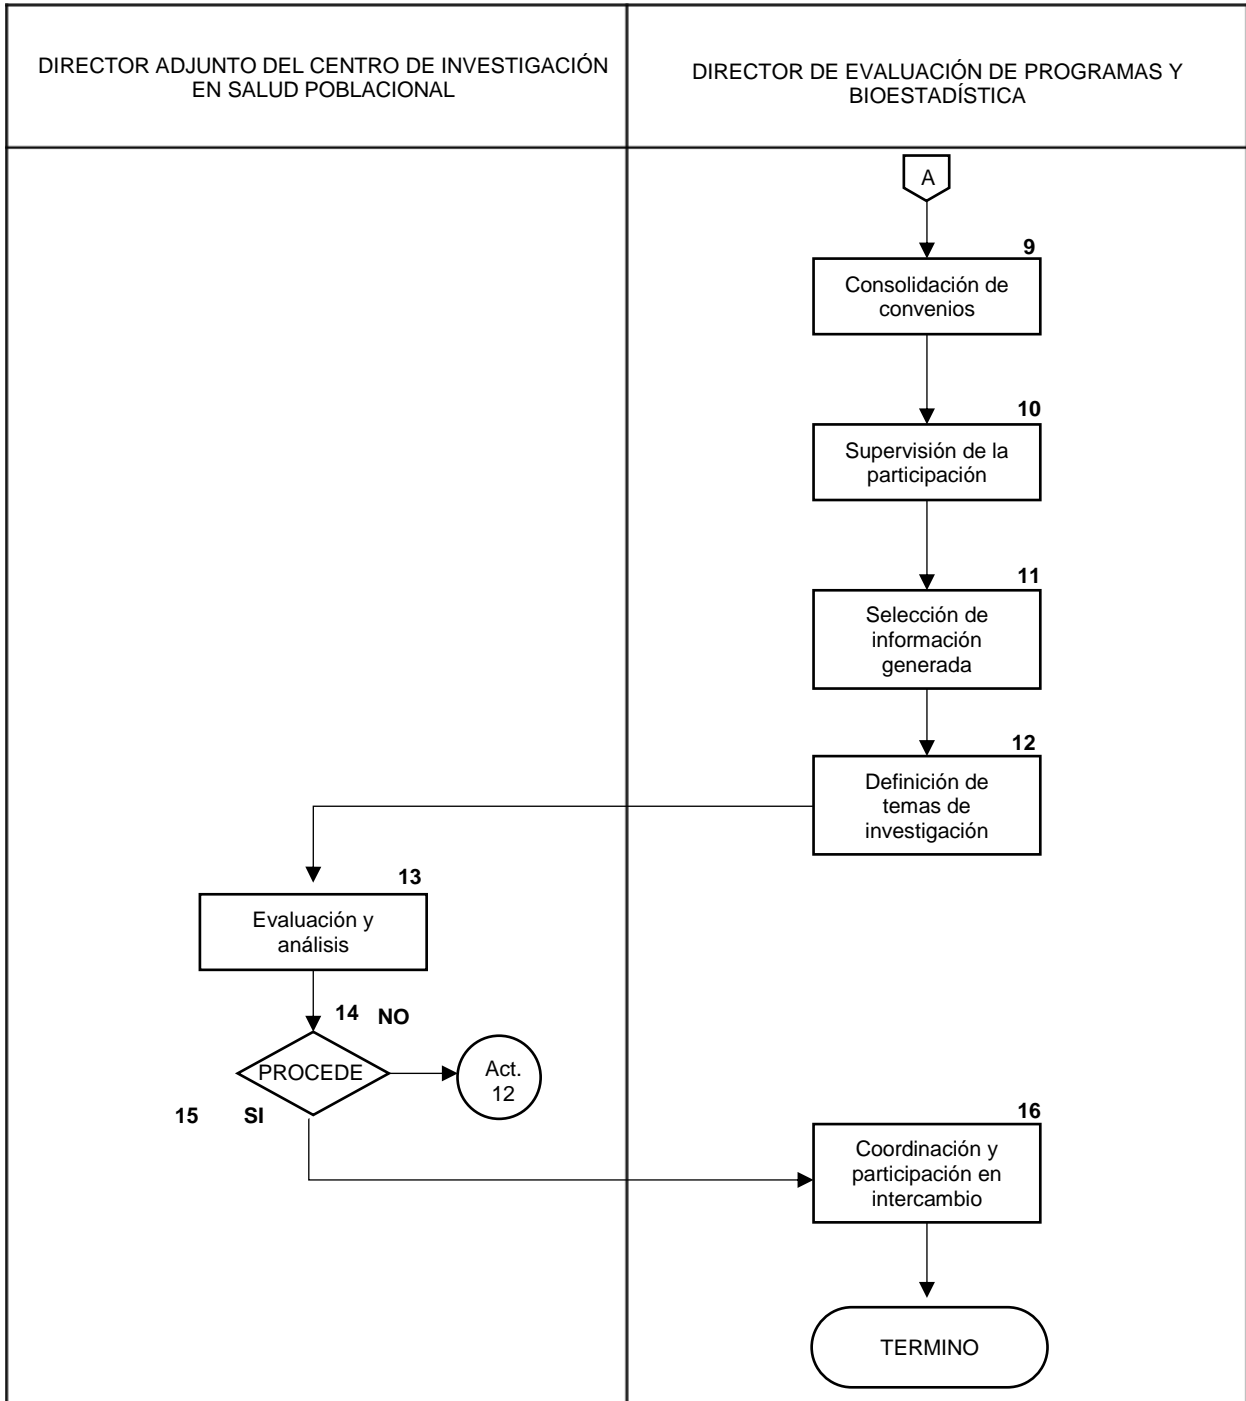 DIRECTOR ADJUNTO DEL CENTRO DE INVESTIGACIÓN
EN SALUD POBLACIONAL
DIRECTOR DE EVALUACIÓN DE PROGRAMAS Y
BIOESTADÍSTICA
A
9
Consolidación de
convenios
10
Supervisión de la
participación
11
Selección de
información
generada
12
Definición de
temas de
investigación
13
Evaluación y
análisis
14 NO
PROCEDE
Act.
12
15 SI
16
Coordinación y
participación en
intercambio
TERMINO